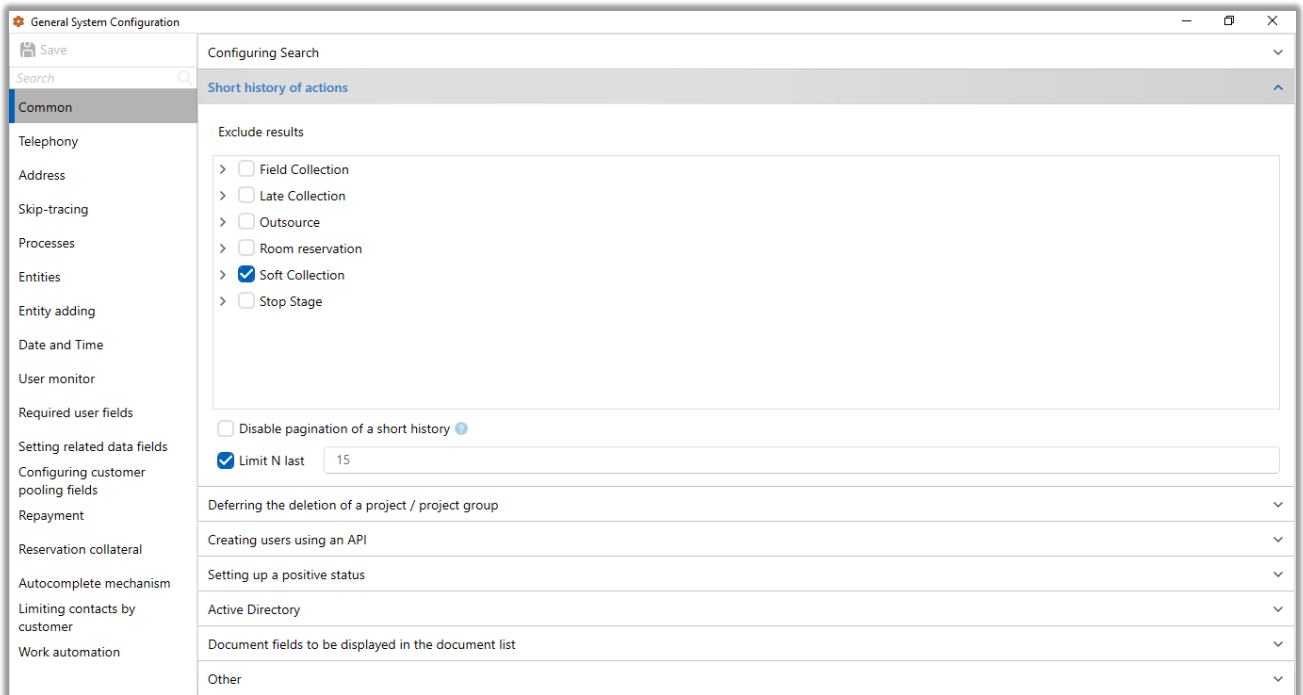 General System Configuration
Save
Search
Common
Telephony
Address
Skip-tracing
Processes
Entities
Entity adding
Date and Time
User monitor
Required user fields
Setting related data fields
Configuring customer
pooling fields
Repayment
Reservation collateral
Autocomplete mechanism
Limiting contacts by
customer
Work automation
Configuring Search
Short history of actions
Exclude results
Field Collection
Late Collection
Outsource
Room reservation
Soft Collection
Stop Stage
Disable pagination of a short history ?
Limit N last 15
Deferring the deletion of a project / project group
Creating users using an API
Setting up a positive status
Active Directory
Document fields to be displayed in the document list
Other